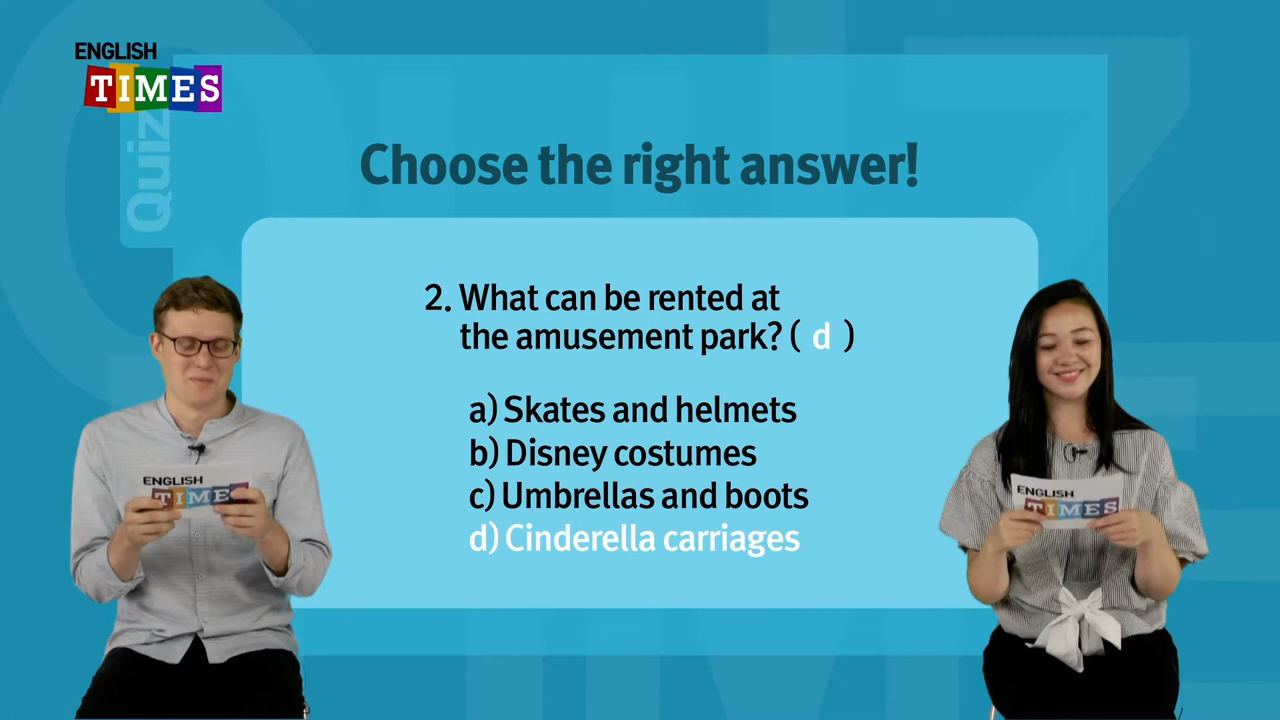 ENGLISH
TIMES
Quiz
Choose the right answer!
2. What can be rented at
the amusement park? ( d )
a) Skates and helmets
b) Disney costumes
c) Umbrellas and boots
d) Cinderella carriages
ENGLISH
TIMES
ENGLISH
TIMES